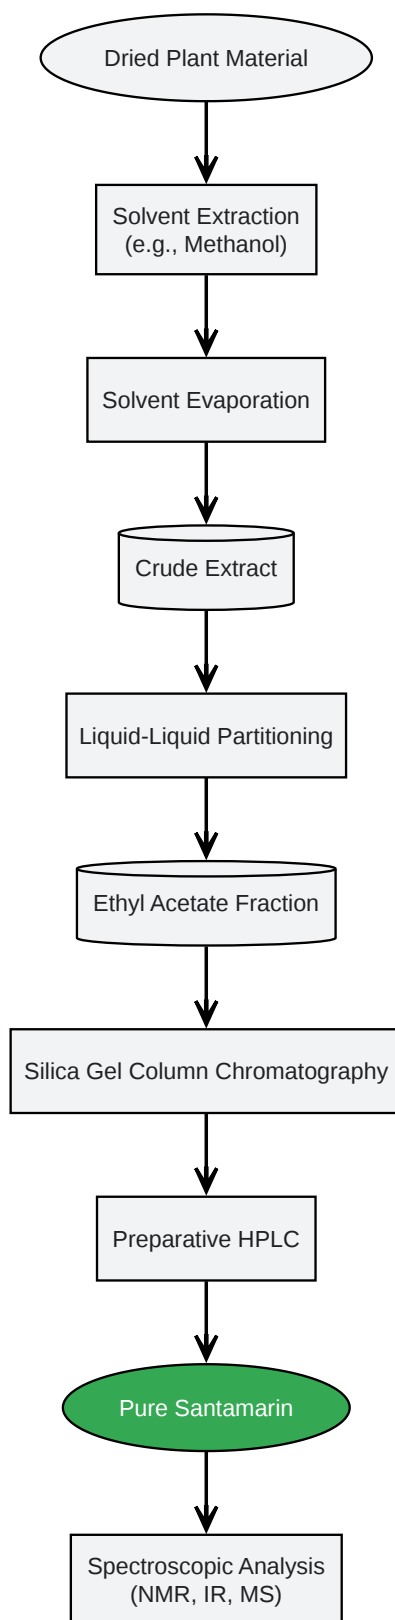 Dried Plant Material
Solvent Extraction
(e.g., Methanol)
Solvent Evaporation
Crude Extract
Liquid-Liquid Partitioning
Ethyl Acetate Fraction
Silica Gel Column Chromatography
Preparative HPLC
Pure Santamarin
Spectroscopic Analysis
(NMR, IR, MS)